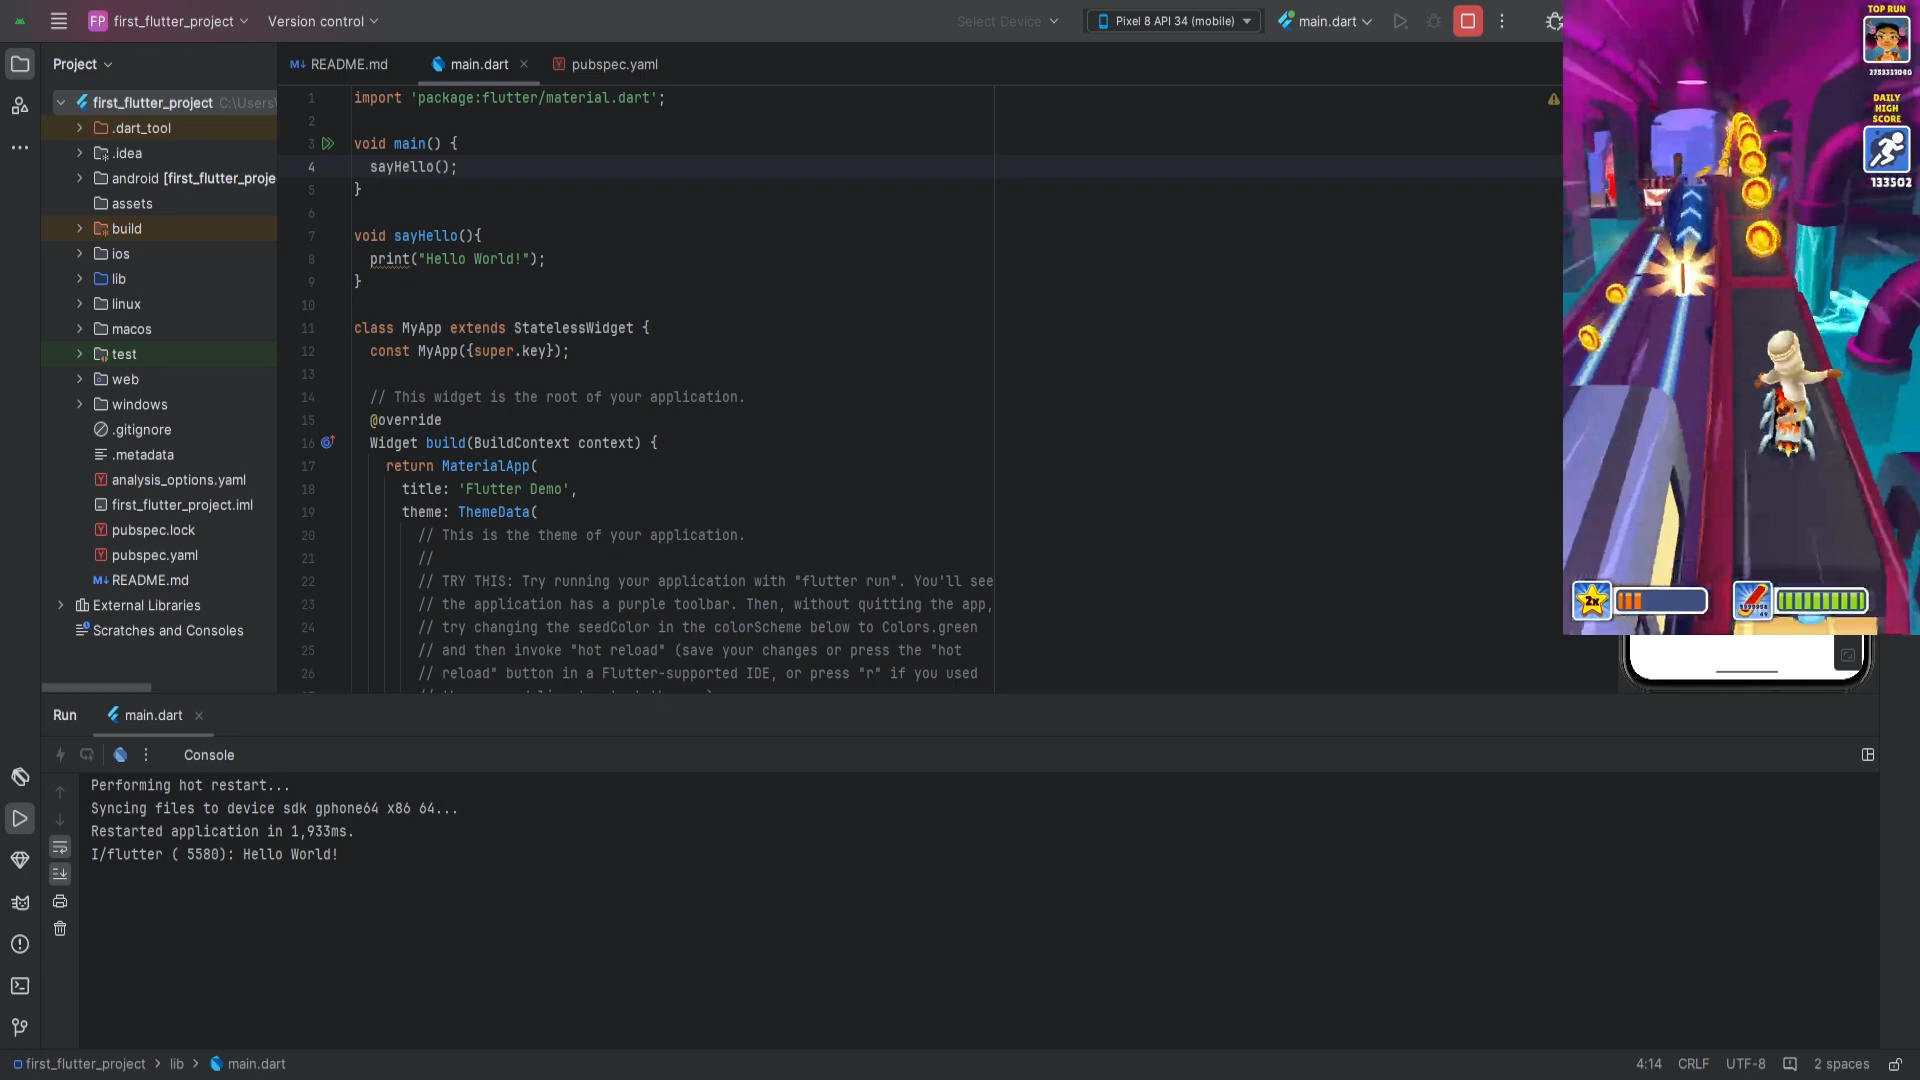 FP first_flutter_project Version control Select Device Pixel 8 API 34 (mobile) main.dart
Project
first_flutter_project C:\Users\
.dart_tool
.idea
android [first_flutter_proje
assets
build
ios
lib
linux
macos
test
web
windows
.gitignore
.metadata
analysis_options.yaml
first_flutter_project.iml
pubspec.lock
pubspec.yaml
M↓ README.md
External Libraries
Scratches and Consoles
M↓ README.md main.dart pubspec.yaml
1 import 'package:flutter/material.dart';
2
3 void main() {
4 sayHello();
5 }
6
7 void sayHello(){
8 print("Hello World!");
9 }
10
11 class MyApp extends StatelessWidget {
12 const MyApp({super.key});
13
14 // This widget is the root of your application.
15 @override
16 Widget build(BuildContext context) {
17 return MaterialApp(
18 title: 'Flutter Demo',
19 theme: ThemeData(
20 // This is the theme of your application.
21 //
22 // TRY THIS: Try running your application with "flutter run". You'll see
23 // the application has a purple toolbar. Then, without quitting the app,
24 // try changing the seedColor in the colorScheme below to Colors.green
25 // and then invoke "hot reload" (save your changes or press the "hot
26 // reload" button in a Flutter-supported IDE, or press "r" if you used
TOP RUN
2783337080
DAILY
HIGH
SCORE
133502
2x
Run main.dart
Console
Performing hot restart...
Syncing files to device sdk gphone64 x86 64...
Restarted application in 1,933ms.
I/flutter ( 5580): Hello World!
first_flutter_project > lib > main.dart
4:14 CRLF UTF-8 2 spaces